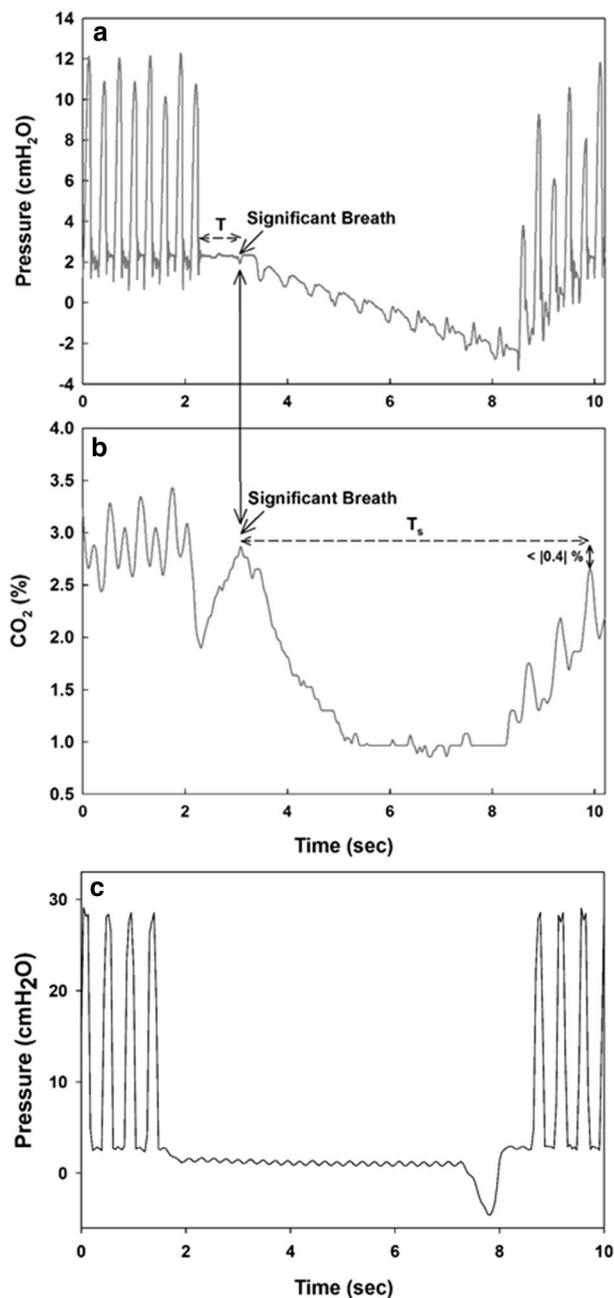 a
14
12
10
8
6
4
2
0
-2
-4
Pressure (cmH2O)
T
Significant Breath
0 2 4 6 8 10
b
4.0
3.5
3.0
2.5
2.0
1.5
1.0
0.5
CO2 (%)
Significant Breath
Ts
< |0.4| %
0 2 4 6 8 10
Time (sec)
c
30
20
10
0
Pressure (cmH2O)
0 2 4 6 8 10
Time (sec)